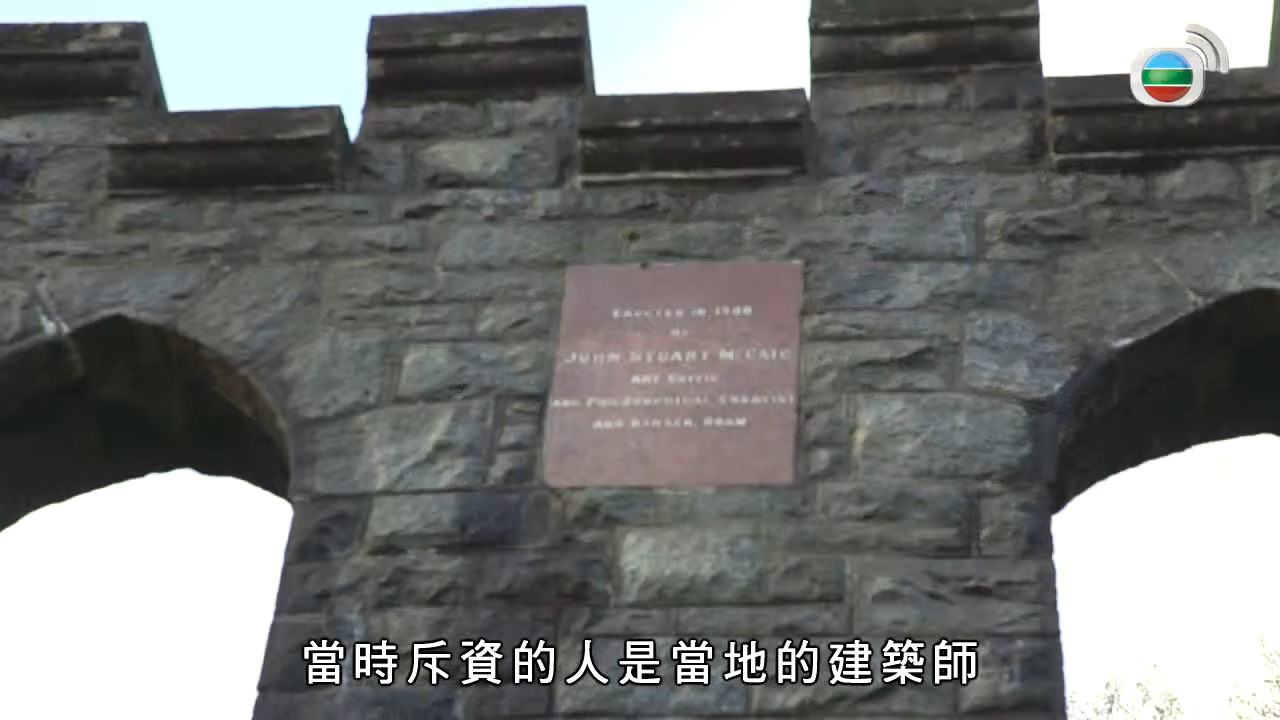 ERECTED IN 1900
BY
JOHN STUART MCCAIG
ART CRITIC
AND PHILOSOPHICAL ESSAYIST
AND BANKER, OBAN
當時斥資的人是當地的建築師